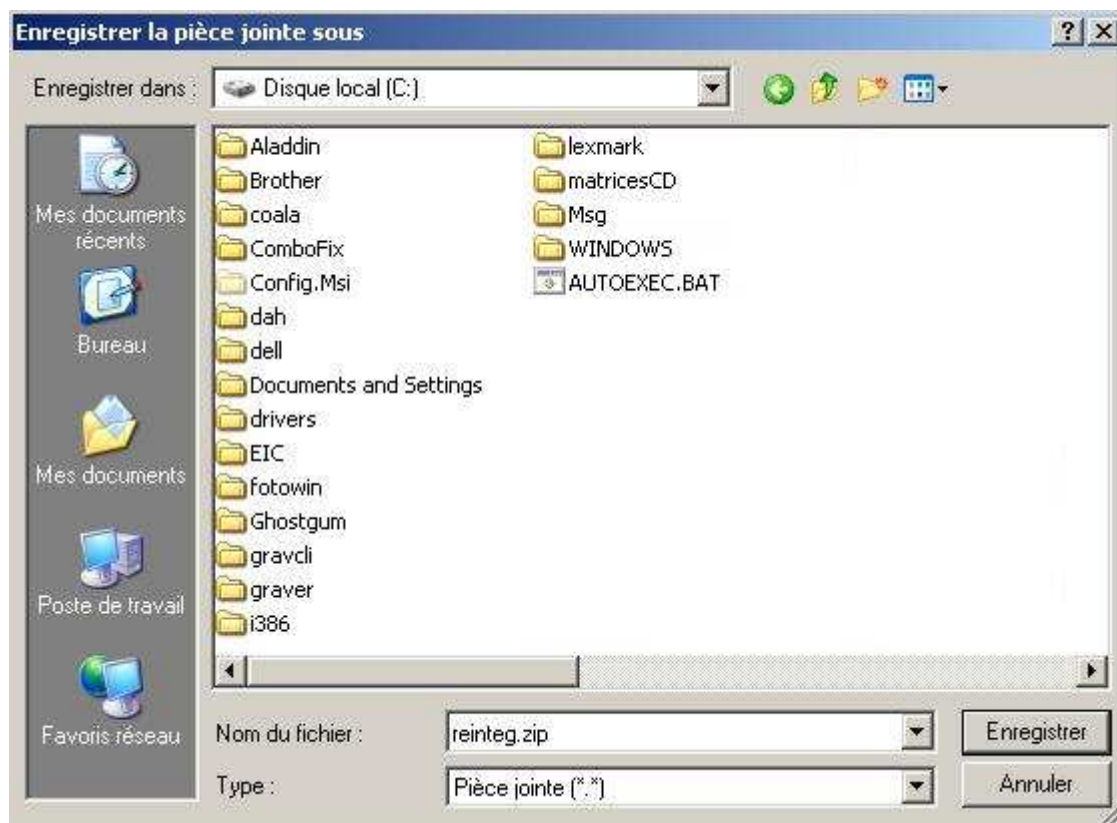 Enregistrer la pièce jointe sous
Enregistrer dans :
Disque local (C:)
Mes documents
récents
Bureau
Mes documents
Poste de travail
Favoris réseau
Aladdin
Brother
coala
ComboFix
Config.Msi
dah
dell
Documents and Settings
drivers
EIC
fotowin
Ghostgum
gravcli
graver
i386
lexmark
matricesCD
Msg
WINDOWS
AUTOEXEC.BAT
Nom du fichier :
reinteg.zip
Enregistrer
Type :
Pièce jointe (*.*)
Annuler